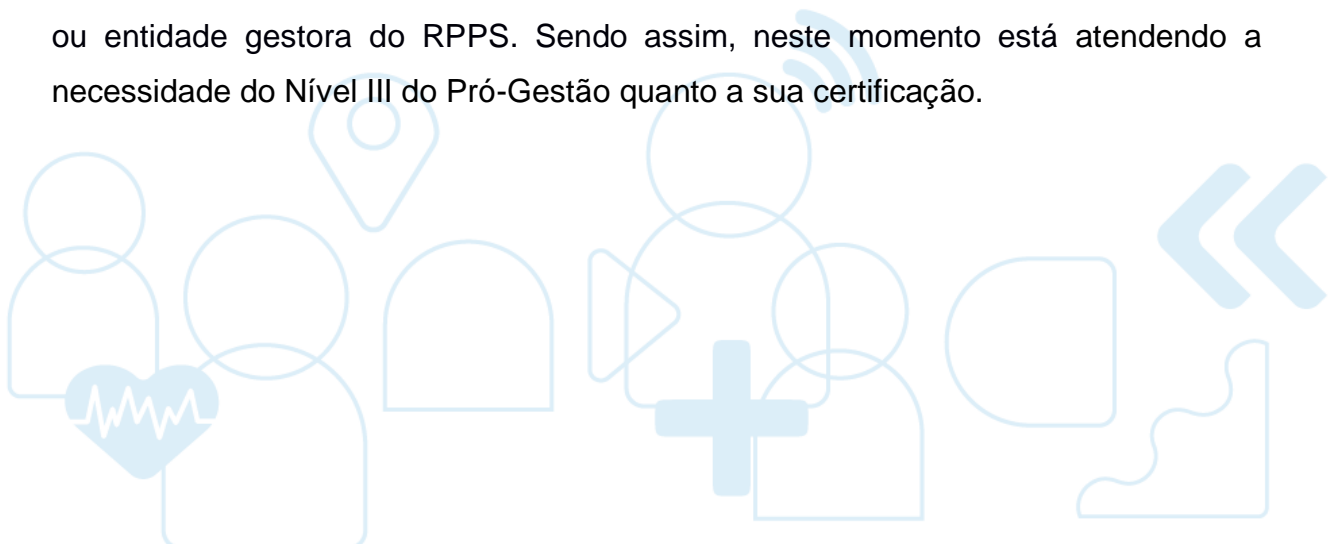 ou entidade gestora do RPPS. Sendo assim, neste momento está atendendo a
necessidade do Nível III do Pró-Gestão quanto a sua certificação.